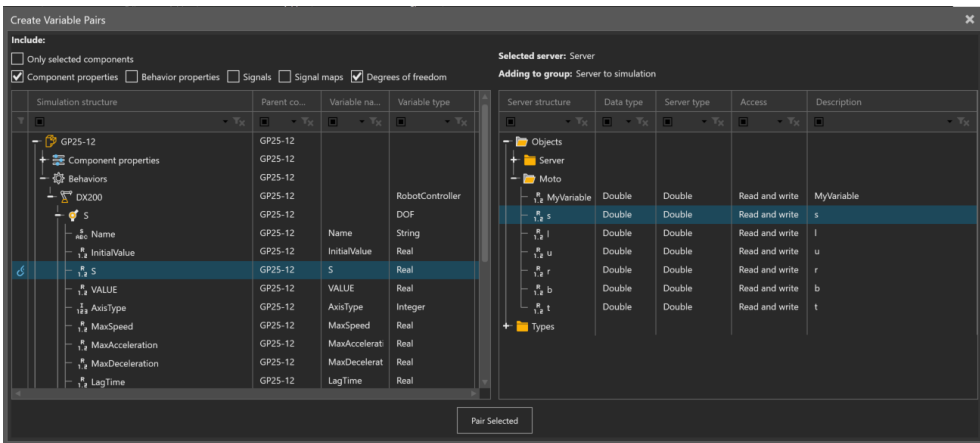 Create Variable Pairs
Include:
Only selected components
Component properties Behavior properties Signals Signal maps Degrees of freedom
Selected server: Server
Adding to group: Server to simulation
Simulation structure Parent co... Variable na... Variable type
GP25-12 GP25-12
Component properties GP25-12
Behaviors GP25-12
DX200 GP25-12 RobotController
S GP25-12 DOF
Name GP25-12 Name String
InitialValue GP25-12 InitialValue Real
S GP25-12 S Real
VALUE GP25-12 VALUE Real
AxisType GP25-12 AxisType Integer
MaxSpeed GP25-12 MaxSpeed Real
MaxAcceleration GP25-12 MaxAccelerati Real
MaxDeceleration GP25-12 MaxDecelerat Real
LagTime GP25-12 LagTime Real
Server structure Data type Server type Access Description
Objects
Server
Moto
MyVariable Double Double Read and write MyVariable
s Double Double Read and write s
l Double Double Read and write l
u Double Double Read and write u
r Double Double Read and write r
b Double Double Read and write b
t Double Double Read and write t
Types
Pair Selected